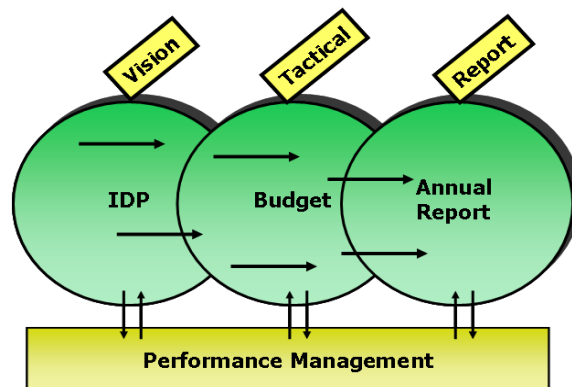 Vision
Tactical
Report
IDP
Budget
Annual
Report
Performance Management